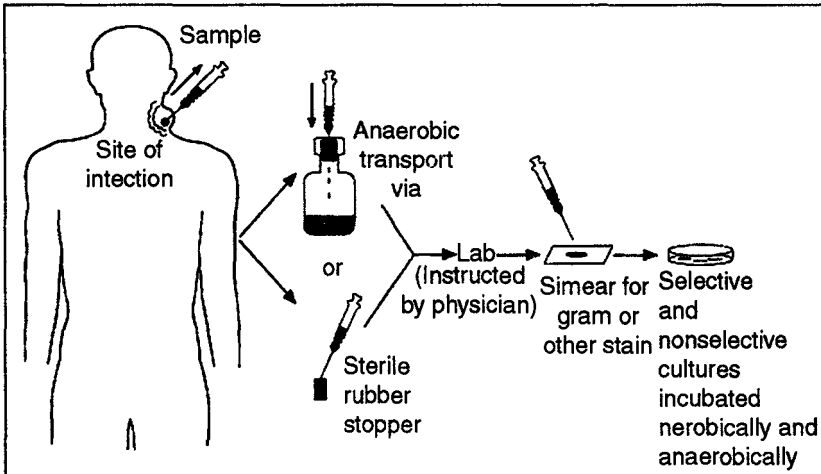 Sample
Site of
intection
Anaerobic
transport
via
or
Sterile
rubber
stopper
Lab
(Instructed
by physician)
Simear for
gram or
other stain
Selective
and
nonselective
cultures
incubated
nerobically and
anaerobically